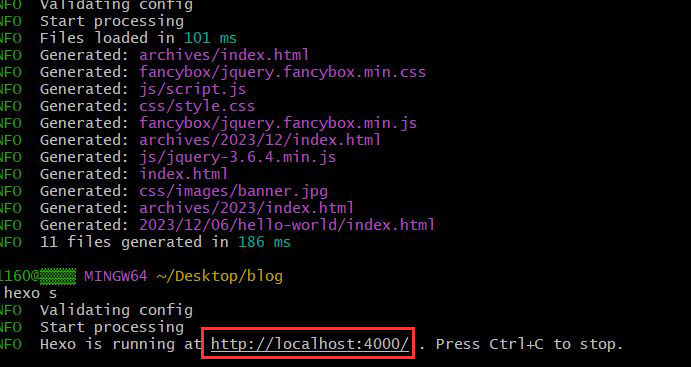 NFO  Validating config
NFO  Start processing
NFO  Files loaded in 101 ms
NFO  Generated: archives/index.html
NFO  Generated: fancybox/jquery.fancybox.min.css
NFO  Generated: js/script.js
NFO  Generated: css/style.css
NFO  Generated: fancybox/jquery.fancybox.min.js
NFO  Generated: archives/2023/12/index.html
NFO  Generated: js/jquery-3.6.4.min.js
NFO  Generated: index.html
NFO  Generated: css/images/banner.jpg
NFO  Generated: archives/2023/index.html
NFO  Generated: 2023/12/06/hello-world/index.html
NFO  11 files generated in 186 ms
1160@▒▒▒▒ MINGW64 ~/Desktop/blog
hexo s
NFO  Validating config
NFO  Start processing
NFO  Hexo is running at http://localhost:4000/ . Press Ctrl+C to stop.